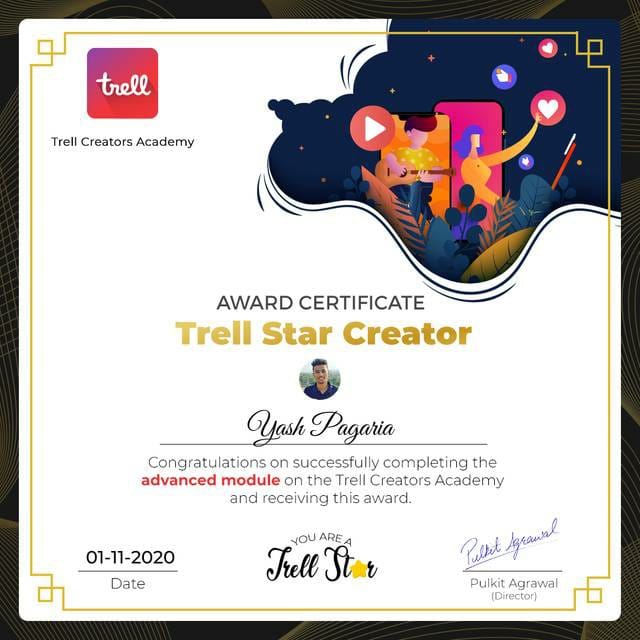 trell
Trell Creators Academy
AWARD CERTIFICATE
Trell Star Creator
Yash Pagaria
Congratulations on successfully completing the
advanced module on the Trell Creators Academy
and receiving this award.
01-11-2020
Date
YOU ARE A
Trell Star
Pulkit Agrawal
Pulkit Agrawal
(Director)